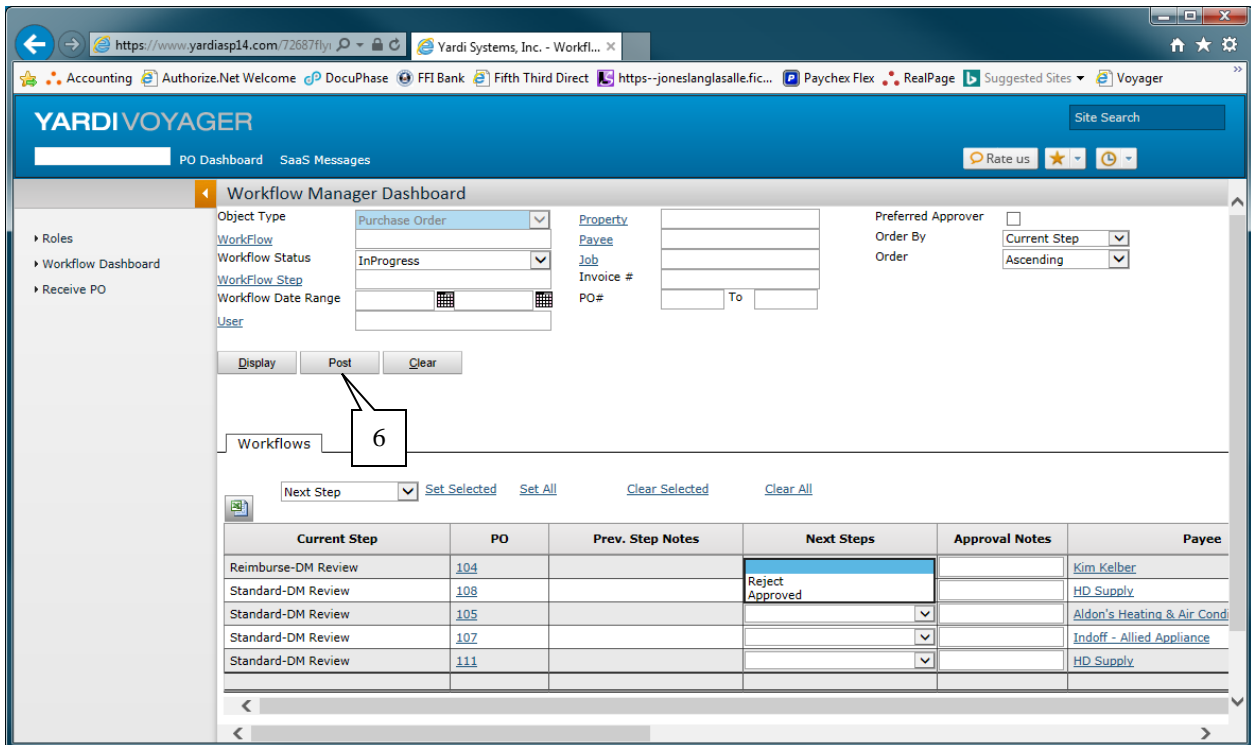 https://www.yardiasp14.com/72687flyi
Yardi Systems, Inc. - Workfl...
Accounting Authorize.Net Welcome DocuPhase FFI Bank Fifth Third Direct https--joneslanglasalle.fic... Paychex Flex RealPage Suggested Sites Voyager
YARDI VOYAGER
Site Search
PO Dashboard SaaS Messages
Rate us
Workflow Manager Dashboard
Roles
Workflow Dashboard
Receive PO
Object Type Purchase Order Property Preferred Approver
WorkFlow Payee Order By Current Step
Workflow Status InProgress Job Order Ascending
WorkFlow Step Invoice #
Workflow Date Range PO# To
User
Display Post Clear
6
Workflows
Next Step Set Selected Set All Clear Selected Clear All
Current Step PO Prev. Step Notes Next Steps Approval Notes Payee
Reimburse-DM Review 104 Kim Kelber
Reject
Standard-DM Review 108 Approved HD Supply
Standard-DM Review 105 Aldon's Heating & Air Condi
Standard-DM Review 107 Indoff - Allied Appliance
Standard-DM Review 111 HD Supply